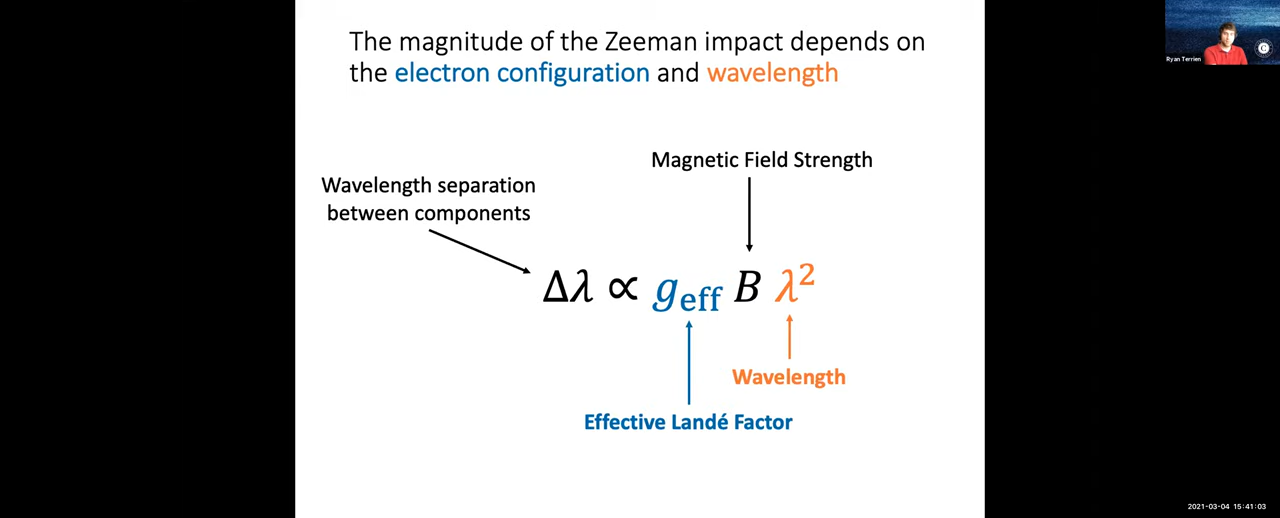 The magnitude of the Zeeman impact depends on
the electron configuration and wavelength
Magnetic Field Strength
Wavelength separation
between components
Δλ ∝ g_eff B λ²
Wavelength
Effective Landé Factor
Ryan Terrien
C
2021-03-04 15:41:03